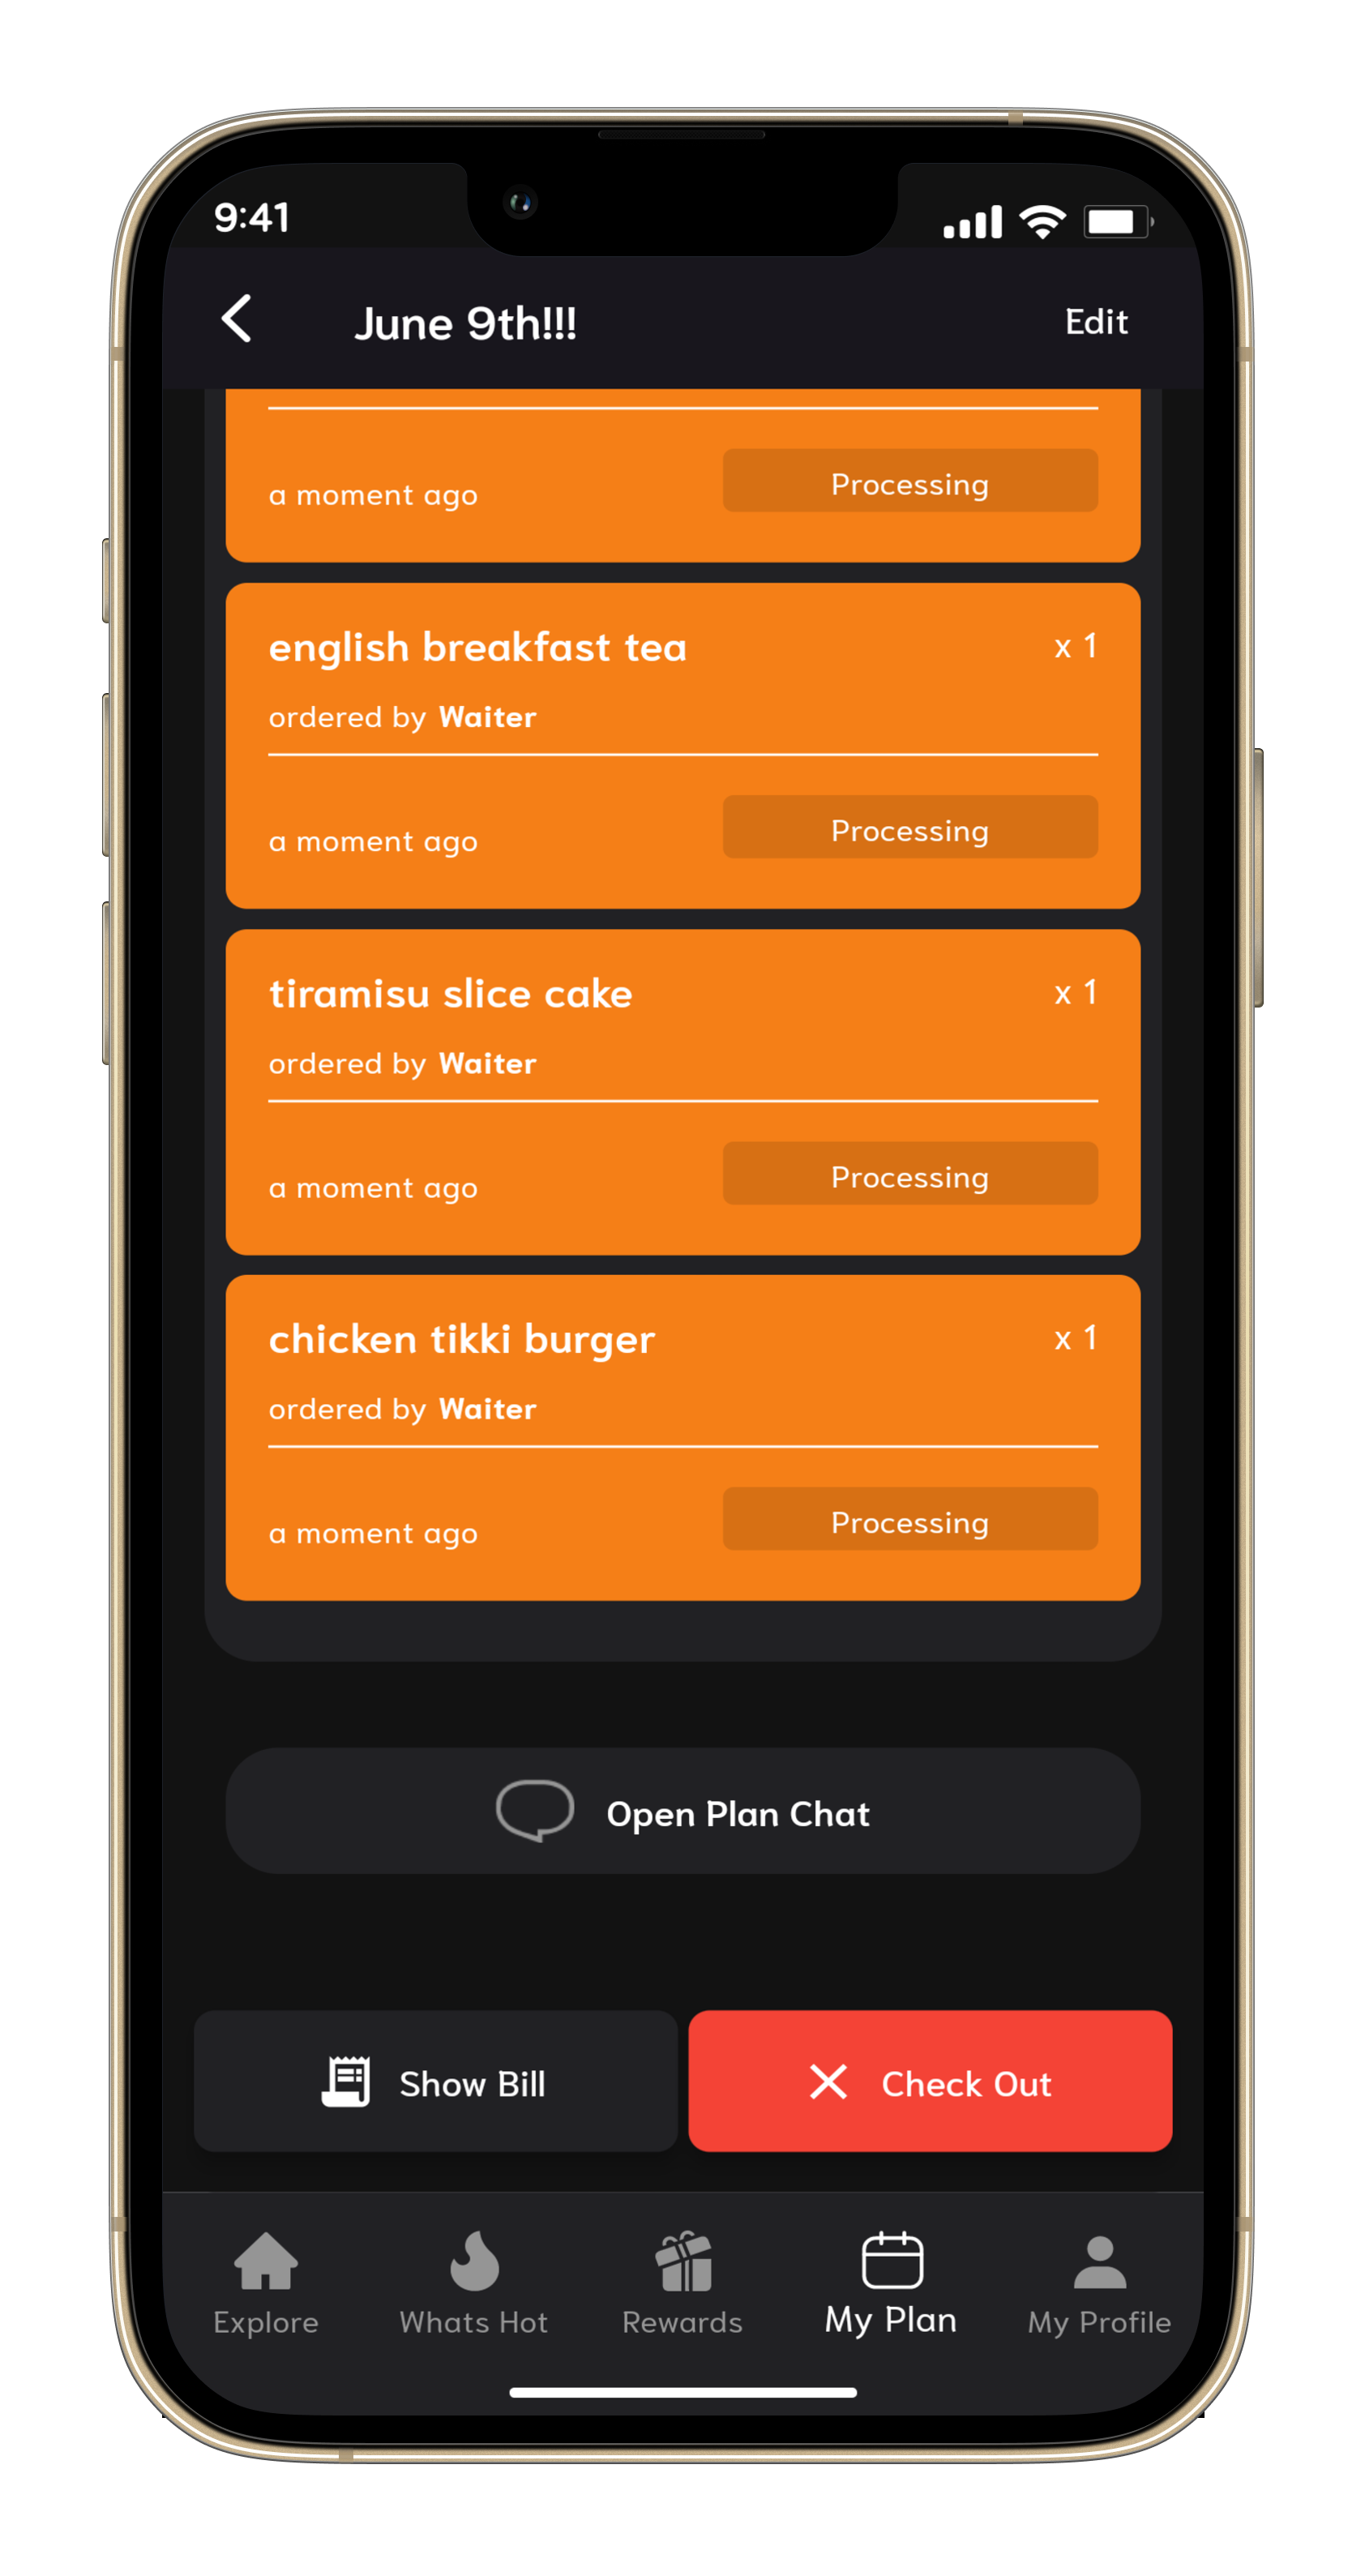 9:41
June 9th!!!
Edit
a moment ago
Processing
english breakfast tea
x 1
ordered by Waiter
a moment ago
Processing
tiramisu slice cake
x 1
ordered by Waiter
a moment ago
Processing
chicken tikki burger
x 1
ordered by Waiter
a moment ago
Processing
Open Plan Chat
Show Bill
Check Out
Explore
Whats Hot
Rewards
My Plan
My Profile